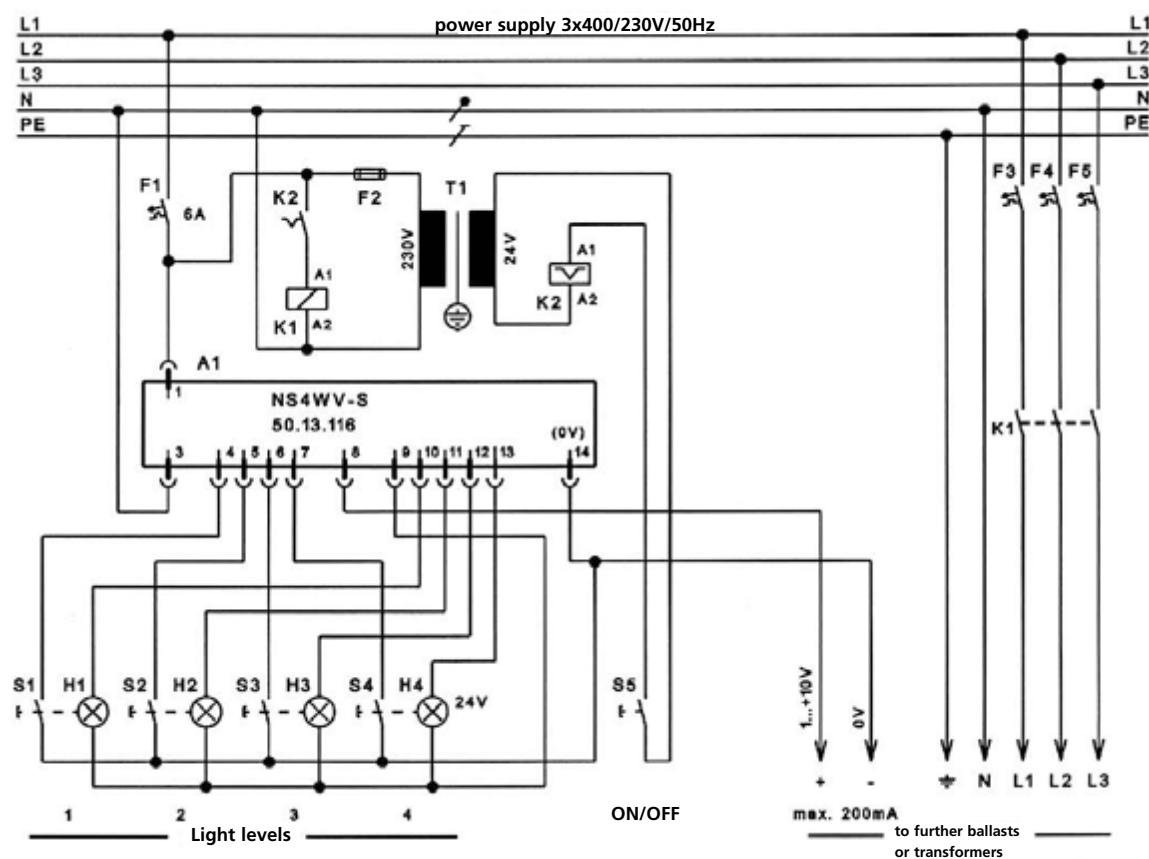 power supply 3x400/230V/50Hz
L1 L1
L2 L2
L3 L3
N N
PE PE
F1
6A
K2
F2
T1
F3 F4 F5
230V
24V
A1
K2 A2
A1
K1 A2
A1
1
NS4WV-S
50.13.116
(0V)
3 4 5 6 7 8 9 10 11 12 13 14
K1
S1 H1 S2 H2 S3 H3 S4 H4 24V
S5
1...+10V
0V
+ - N L1 L2 L3
1 2 3 4
Light levels
ON/OFF
max. 200mA
to further ballasts
or transformers